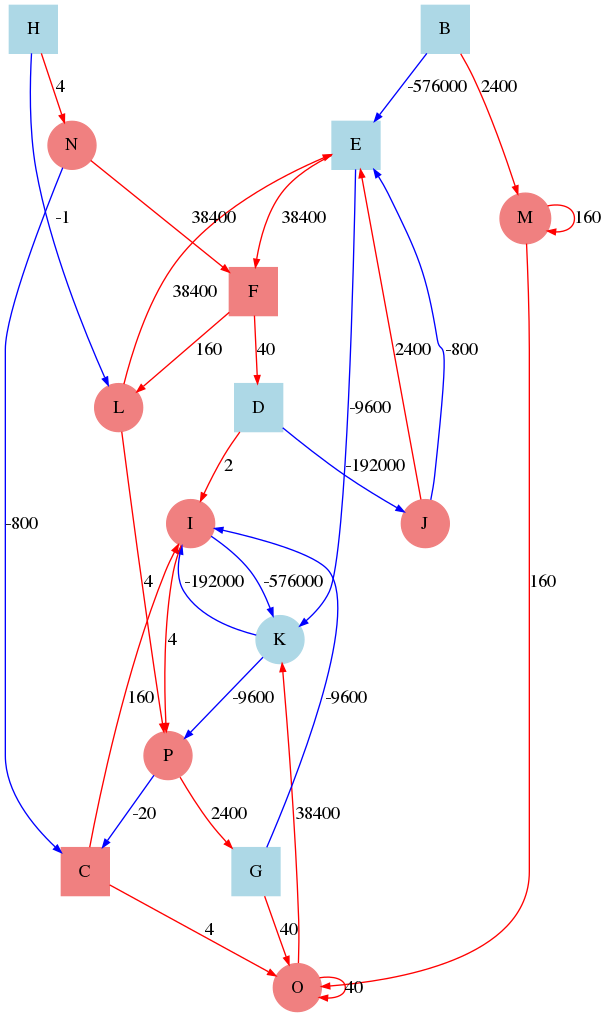 H B
4 -576000 2400
N E
-1 38400 38400 M 160
38400 F
160 40 2400 -800
L D -9600
2 -192000
-800 I J
4 -192000 -576000 160
4 K
160 -9600 -9600
P
-20 2400 38400
C G
4 40
O 40